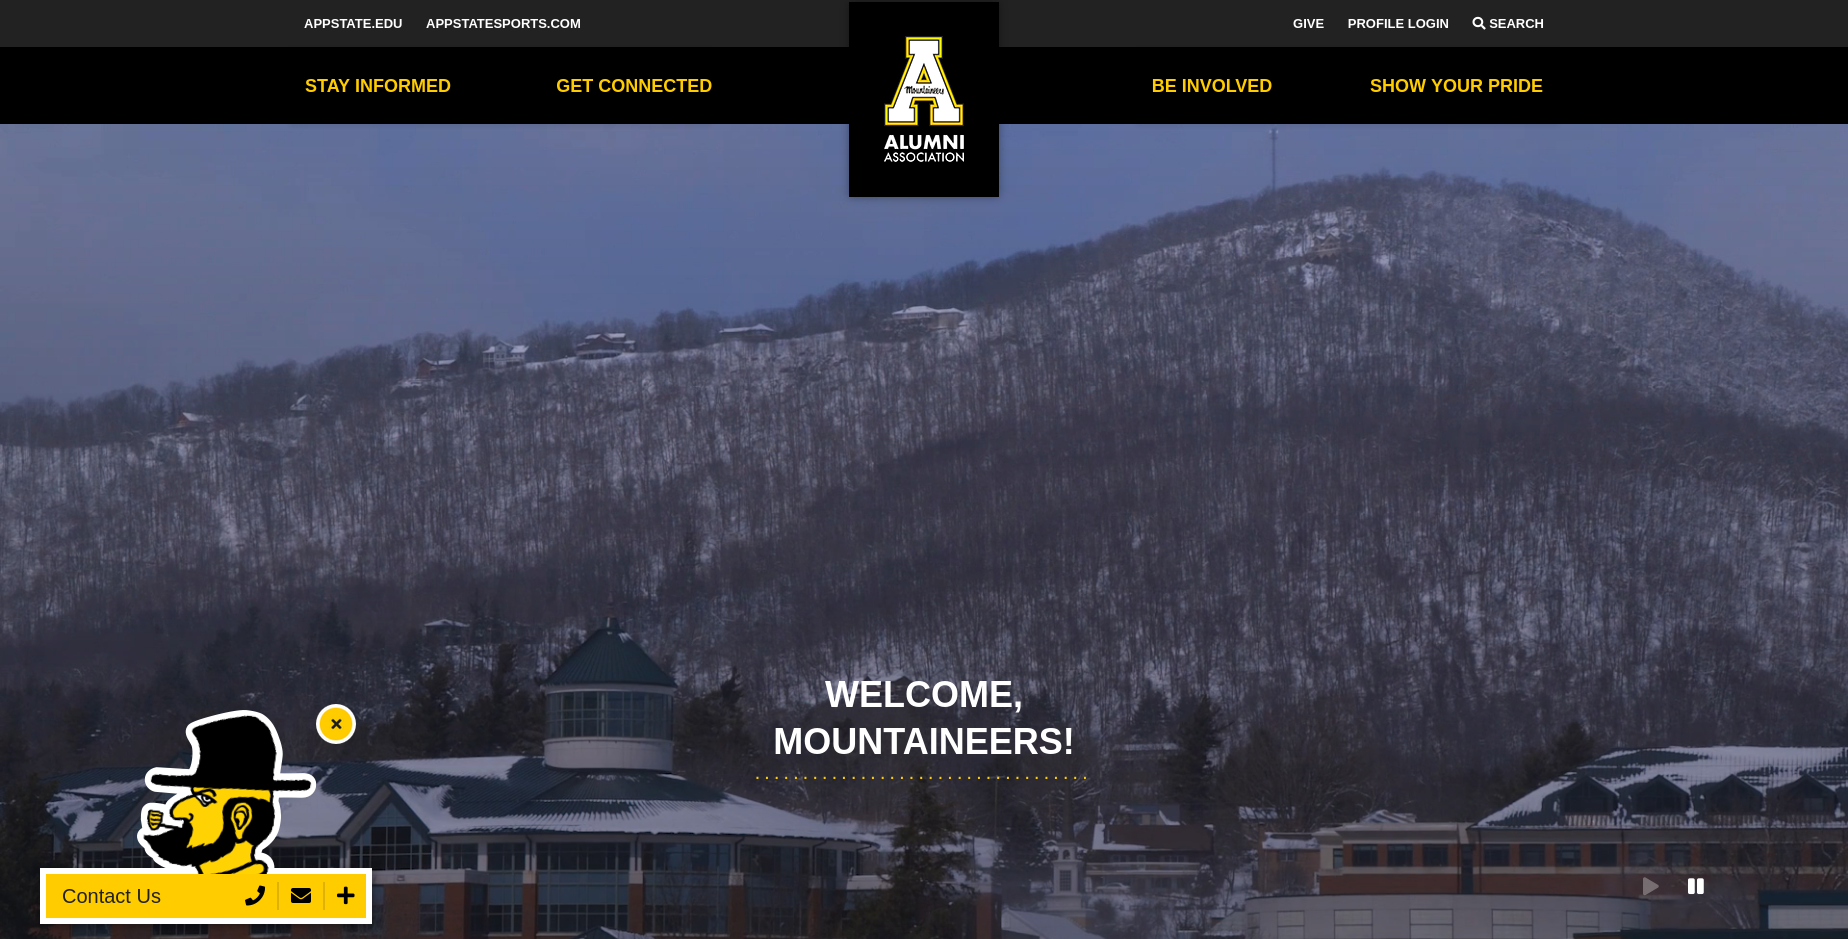 APPSTATE.EDU APPSTATESPORTS.COM
GIVE PROFILE LOGIN SEARCH
STAY INFORMED GET CONNECTED
Mountaineers
ALUMNI
ASSOCIATION
BE INVOLVED SHOW YOUR PRIDE
WELCOME,
MOUNTAINEERS!
Contact Us